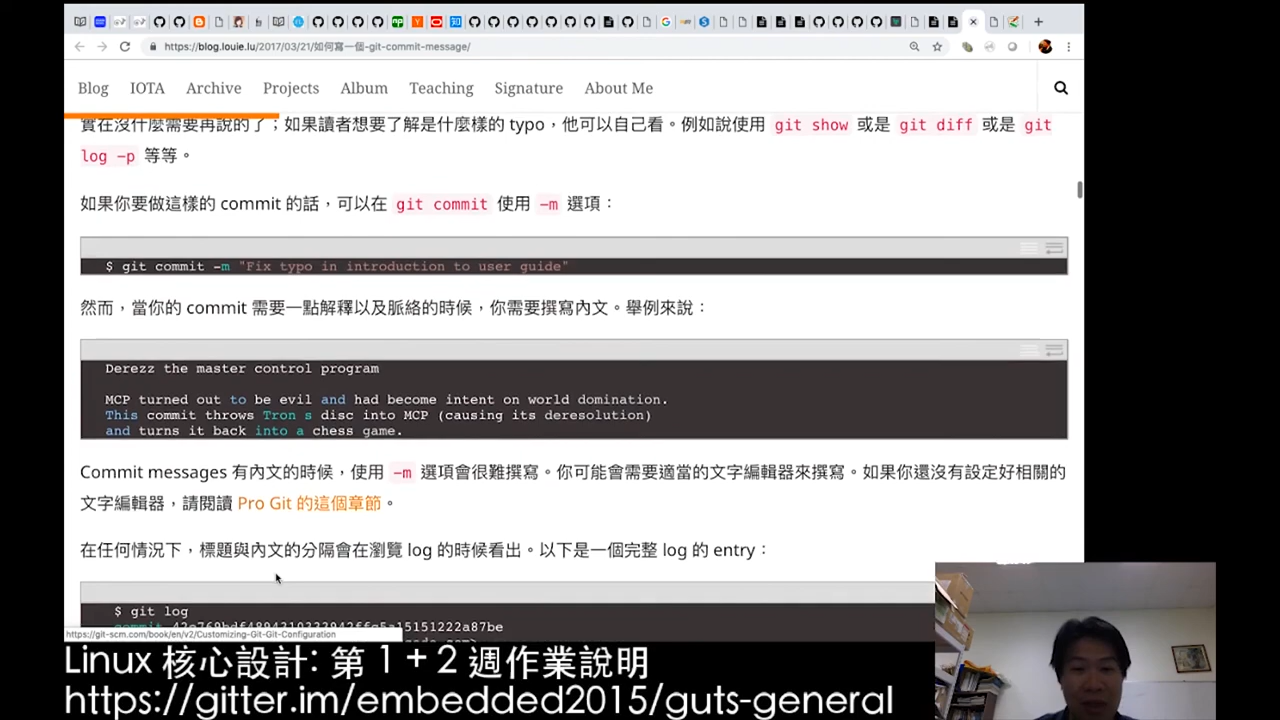 https://blog.louie.lu/2017/03/21/如何寫一個-git-commit-message/
Blog IOTA Archive Projects Album Teaching Signature About Me
實在沒什麼需要再說的了；如果讀者想要了解是什麼樣的 typo，他可以自己看。例如說使用 git show 或是 git diff 或是 git
log -p 等等。
如果你要做這樣的 commit 的話，可以在 git commit 使用 -m 選項：
$ git commit -m "Fix typo in introduction to user guide"
然而，當你的 commit 需要一點解釋以及脈絡的時候，你需要撰寫內文。舉例來說：
Derezz the master control program
MCP turned out to be evil and had become intent on world domination.
This commit throws Tron s disc into MCP (causing its deresolution)
and turns it back into a chess game.
Commit messages 有內文的時候，使用 -m 選項會很難撰寫。你可能會需要適當的文字編輯器來撰寫。如果你還沒有設定好相關的
文字編輯器，請閱讀 Pro Git 的這個章節。
在任何情況下，標題與內文的分隔會在瀏覽 log 的時候看出。以下是一個完整 log 的 entry：
$ git log
https://git-scm.com/book/en/v2/Customizing-Git-Git-Configuration
Linux 核心設計: 第 1 + 2 週作業說明
https://gitter.im/embedded2015/guts-general